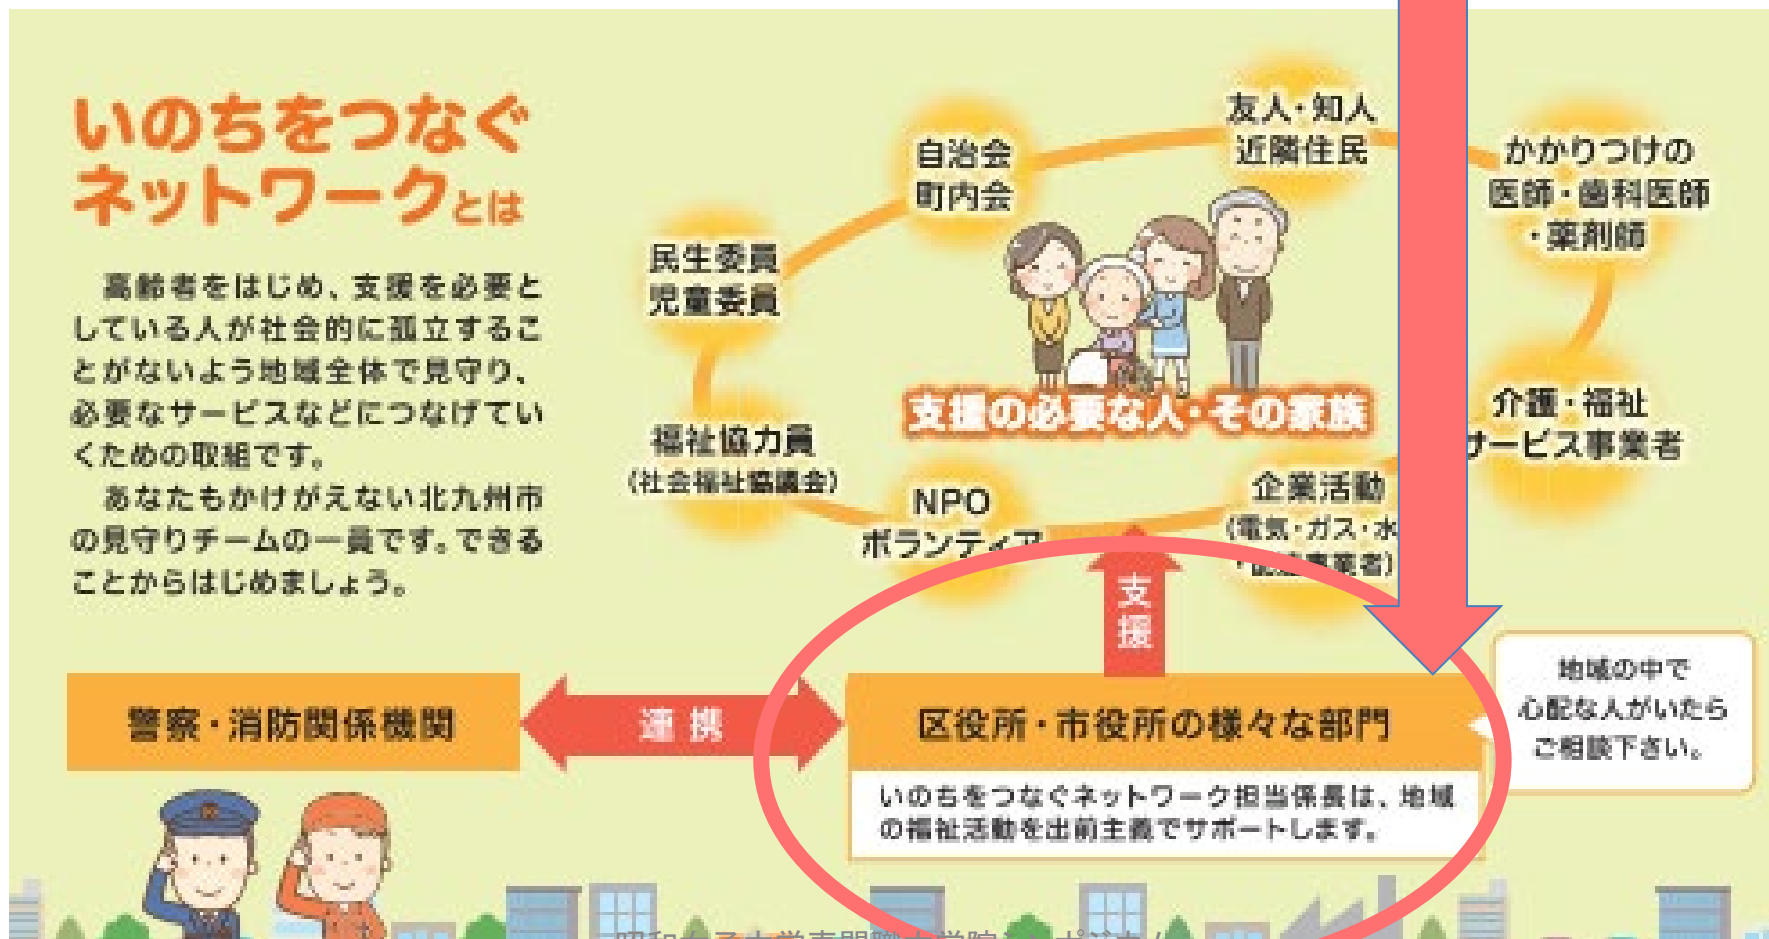 いのちをつなぐ
ネットワークとは
高齢者をはじめ、支援を必要と
している人が社会的に孤立するこ
とがないよう地域全体で見守り、
必要なサービスなどにつなげてい
くための取組です。
あなたもかけがえない北九州市
の見守りチームの一員です。できる
ことからはじめましょう。
友人・知人
近隣住民
自治会
町内会
かかりつけの
医師・歯科医師
・薬剤師
民生委員
児童委員
支援の必要な人・その家族
介護・福祉
サービス事業者
福祉協力員
(社会福祉協議会)
NPO
ボランティア
企業活動
(電気・ガス・水
事業者)
支援
警察・消防関係機関
連携
区役所・市役所の様々な部門
いのちをつなぐネットワーク担当係長は、地域
の福祉活動を出前主義でサポートします。
地域の中で
心配な人がいたら
ご相談下さい。